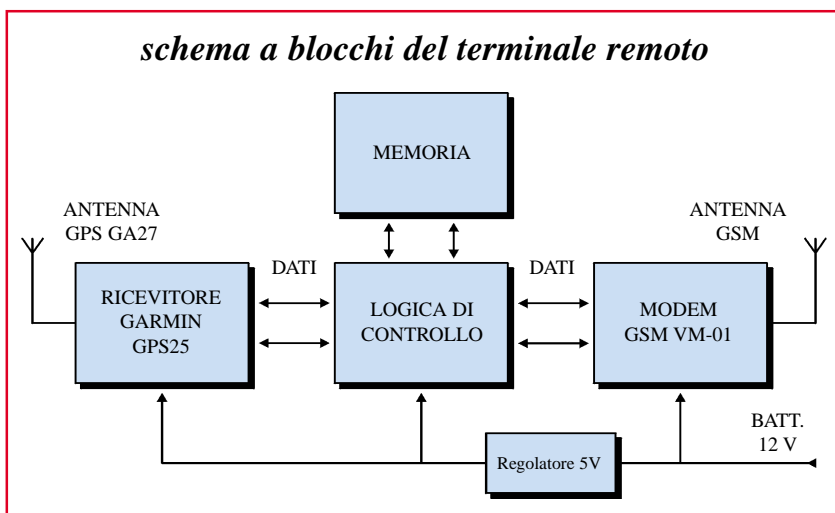 schema a blocchi del terminale remoto
MEMORIA
ANTENNA
GPS GA27
ANTENNA
GSM
DATI
DATI
RICEVITORE
GARMIN
GPS25
LOGICA DI
CONTROLLO
MODEM
GSM VM-01
BATT.
12 V
Regolatore 5V